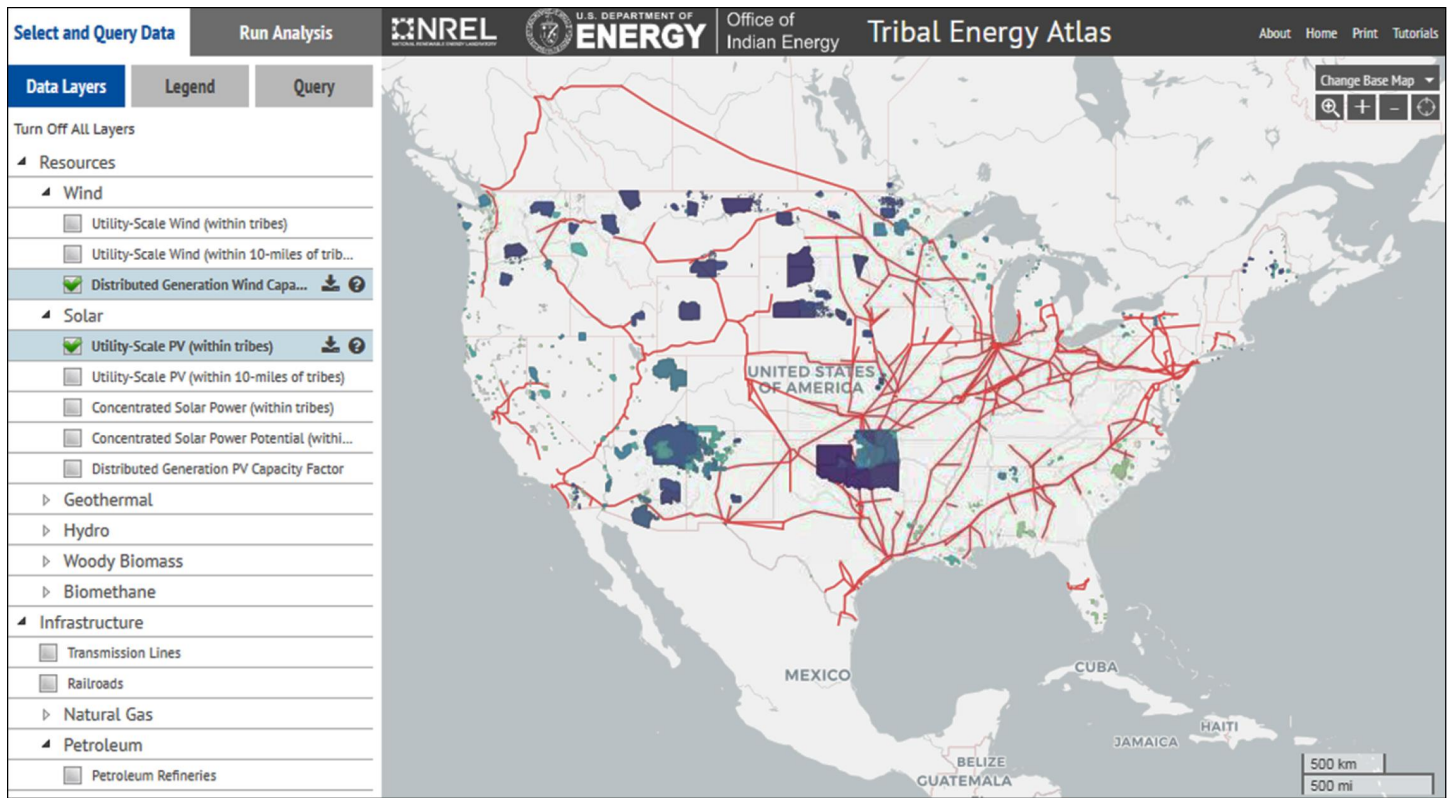 Select and Query Data
Run Analysis
NREL
NATIONAL RENEWABLE ENERGY LABORATORY
U.S. DEPARTMENT OF
ENERGY
Office of
Indian Energy
Tribal Energy Atlas
About Home Print Tutorials
Data Layers
Legend
Query
Change Base Map
Turn Off All Layers
Resources
Wind
Utility-Scale Wind (within tribes)
Utility-Scale Wind (within 10-miles of trib...
Distributed Generation Wind Capa...
Solar
Utility-Scale PV (within tribes)
Utility-Scale PV (within 10-miles of tribes)
Concentrated Solar Power (within tribes)
Concentrated Solar Power Potential (withi...
Distributed Generation PV Capacity Factor
Geothermal
Hydro
Woody Biomass
Biomethane
Infrastructure
Transmission Lines
Railroads
Natural Gas
Petroleum
Petroleum Refineries
UNITED STATES
OF AMERICA
MEXICO
CUBA
HAITI
JAMAICA
BELIZE
GUATEMALA
500 km
500 mi